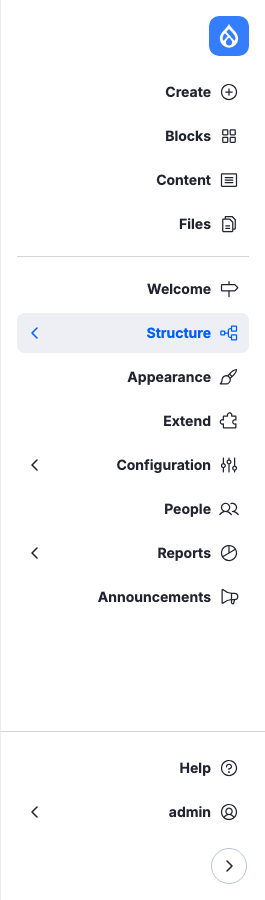 Create
Blocks
Content
Files
Welcome
Structure
Appearance
Extend
Configuration
People
Reports
Announcements
Help
admin